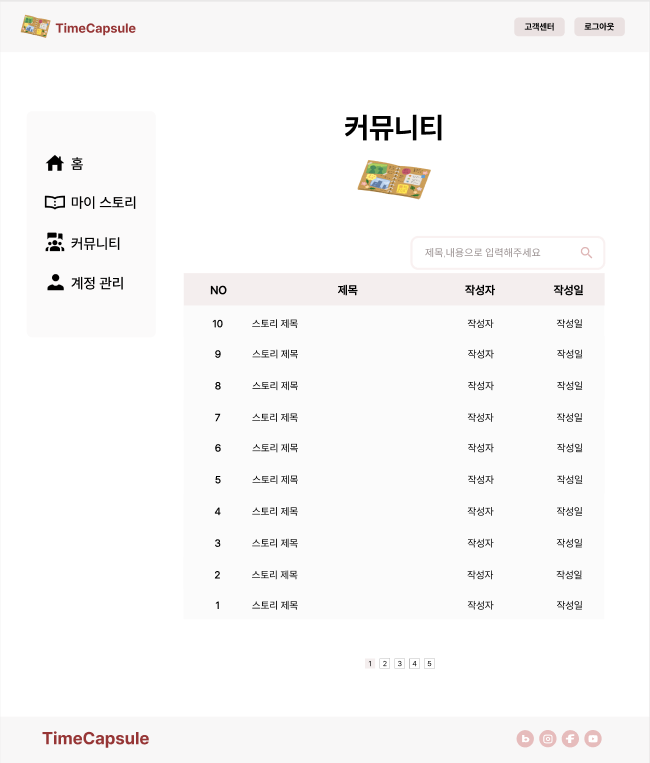 TimeCapsule
고객센터 로그아웃
커뮤니티
홈
마이 스토리
커뮤니티
계정 관리
제목,내용으로 입력해주세요
NO 제목 작성자 작성일
10 스토리 제목 작성자 작성일
9 스토리 제목 작성자 작성일
8 스토리 제목 작성자 작성일
7 스토리 제목 작성자 작성일
6 스토리 제목 작성자 작성일
5 스토리 제목 작성자 작성일
4 스토리 제목 작성자 작성일
3 스토리 제목 작성자 작성일
2 스토리 제목 작성자 작성일
1 스토리 제목 작성자 작성일
1 2 3 4 5
TimeCapsule